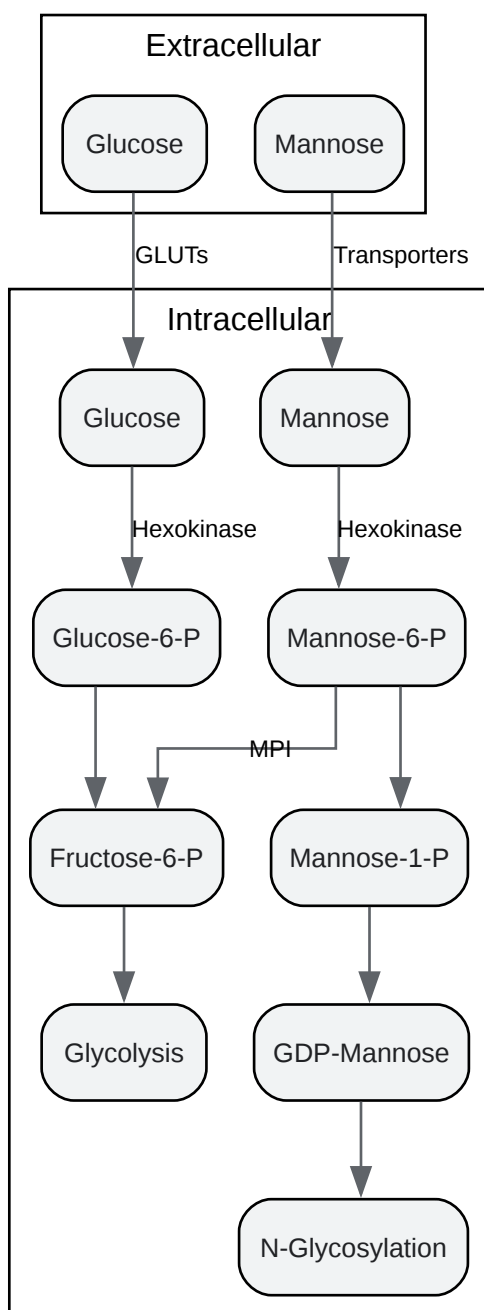 Extracellular
Glucose
Mannose
GLUTs
Transporters
Intracellular
Glucose
Mannose
Hexokinase
Hexokinase
Glucose-6-P
Mannose-6-P
MPI
Fructose-6-P
Mannose-1-P
Glycolysis
GDP-Mannose
N-Glycosylation